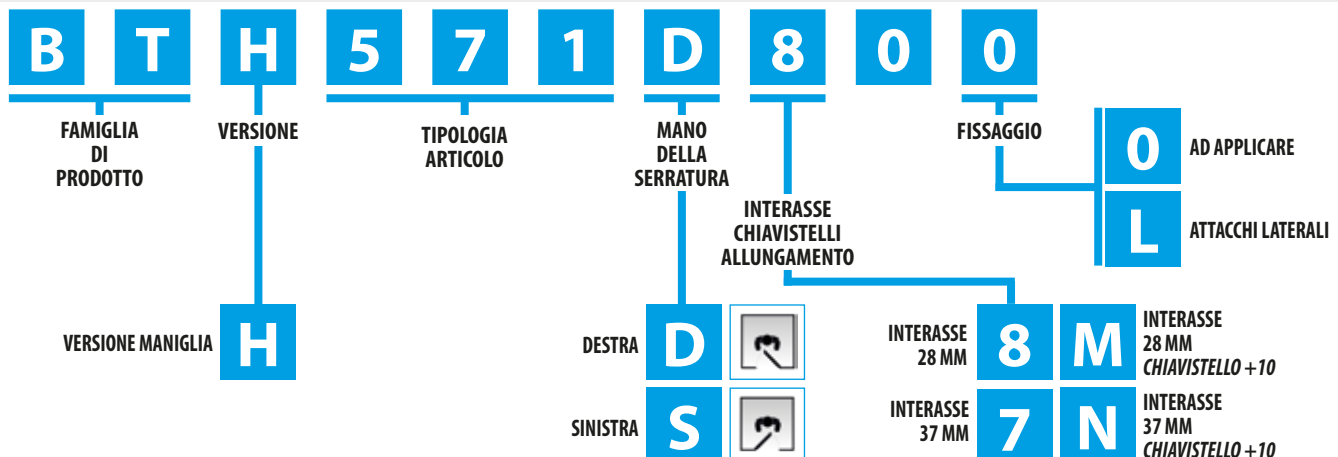 B T H 5 7 1 D 8 0 0
FAMIGLIA
DI
PRODOTTO
VERSIONE
TIPOLOGIA
ARTICOLO
MANO
DELLA
SERRATURA
INTERASSE
CHIAVISTELLI
ALLUNGAMENTO
FISSAGGIO
0 AD APPLICARE
L ATTACCHI LATERALI
VERSIONE MANIGLIA H
DESTRA D
SINISTRA S
INTERASSE
28 MM
8 M
INTERASSE
28 MM
CHIAVISTELLO +10
INTERASSE
37 MM
7 N
INTERASSE
37 MM
CHIAVISTELLO +10